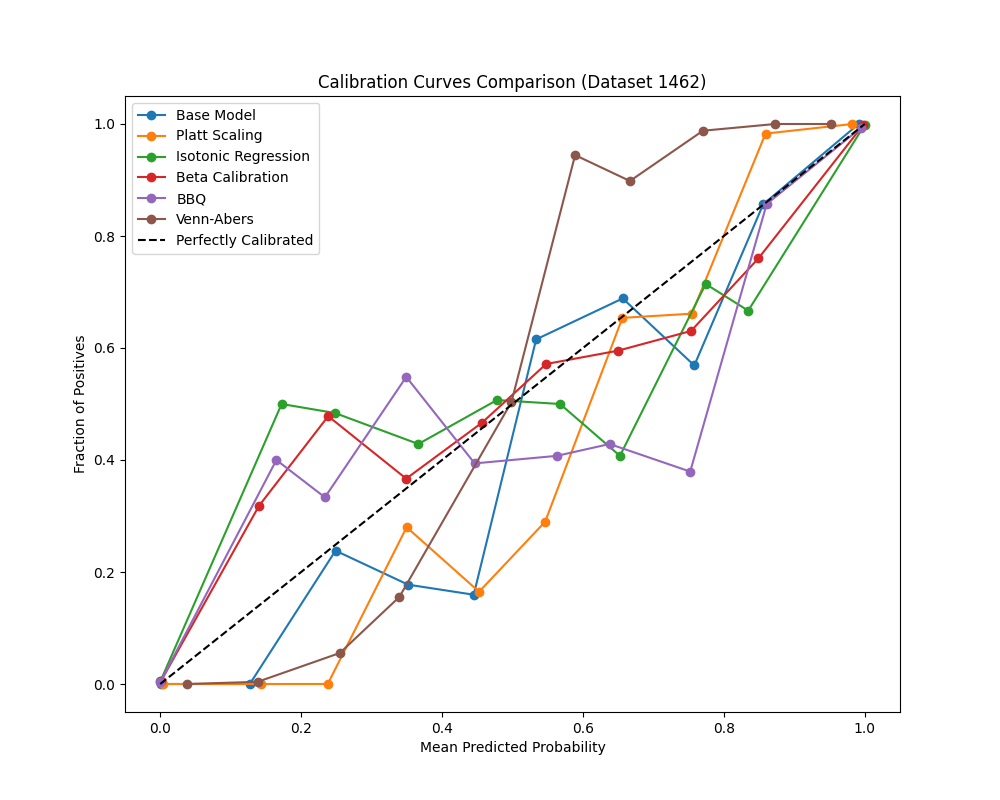 Calibration Curves Comparison (Dataset 1462)
Base Model
Platt Scaling
Isotonic Regression
Beta Calibration
BBQ
Venn-Abers
Perfectly Calibrated
Fraction of Positives
1.0
0.8
0.6
0.4
0.2
0.0
0.0 0.2 0.4 0.6 0.8 1.0
Mean Predicted Probability